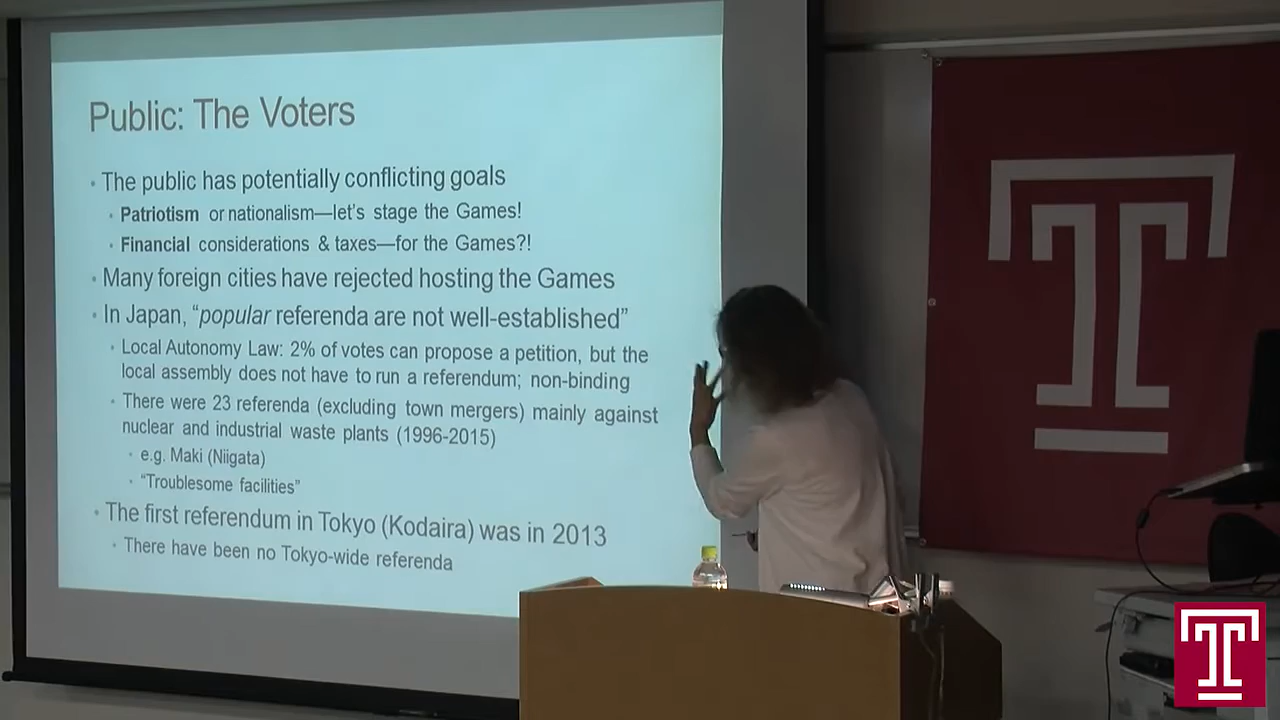 Public: The Voters
• The public has potentially conflicting goals
• Patriotism or nationalism—let's stage the Games!
• Financial considerations & taxes—for the Games?!
• Many foreign cities have rejected hosting the Games
• In Japan, “popular referenda are not well-established”
• Local Autonomy Law: 2% of votes can propose a petition, but the
local assembly does not have to run a referendum; non-binding
• There were 23 referenda (excluding town mergers) mainly against
nuclear and industrial waste plants (1996-2015)
• e.g. Maki (Niigata)
• “Troublesome facilities”
• The first referendum in Tokyo (Kodaira) was in 2013
• There have been no Tokyo-wide referenda
T
T